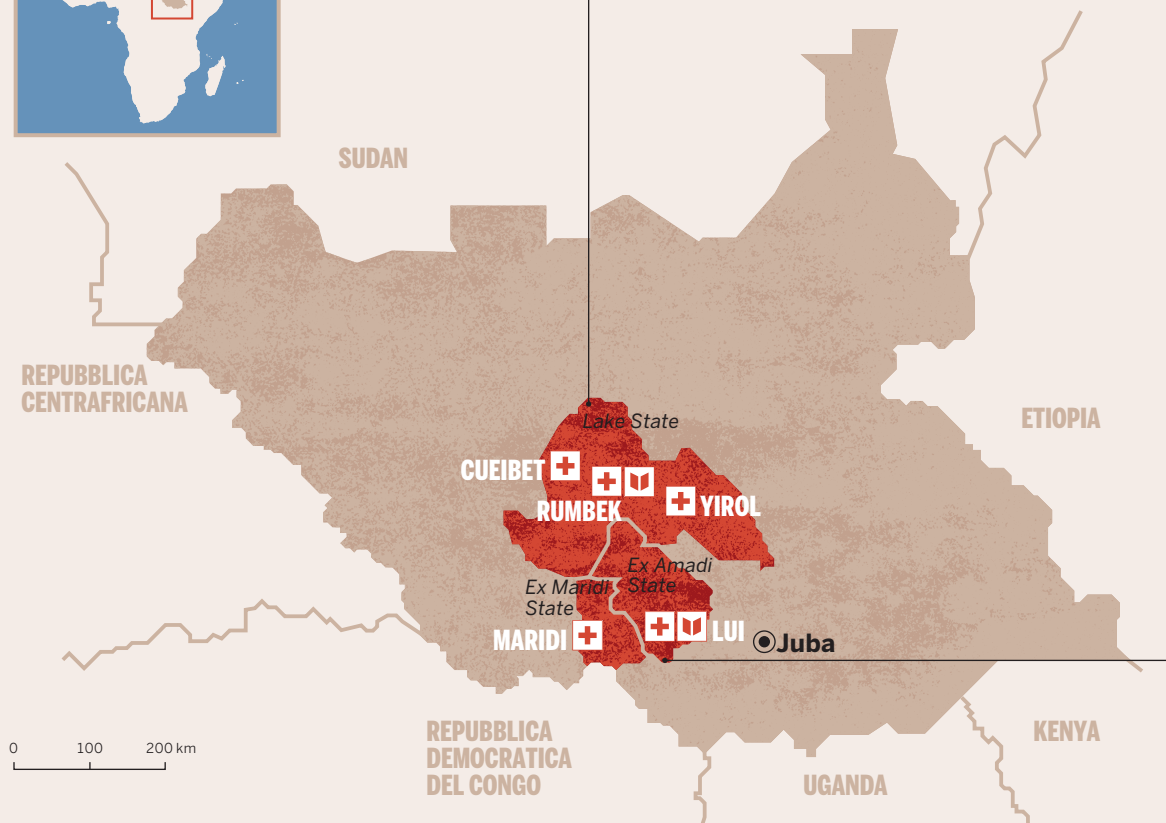 SUDAN
REPUBBLICA
CENTRAFRICANA
ETIOPIA
Lake State
CUEIBET
RUMBEK
YIROL
Ex Amadi
State
Ex Maridi
State
MARIDI
LUI
Juba
REPUBBLICA
DEMOCRATICA
DEL CONGO
KENYA
UGANDA
0 100 200 km